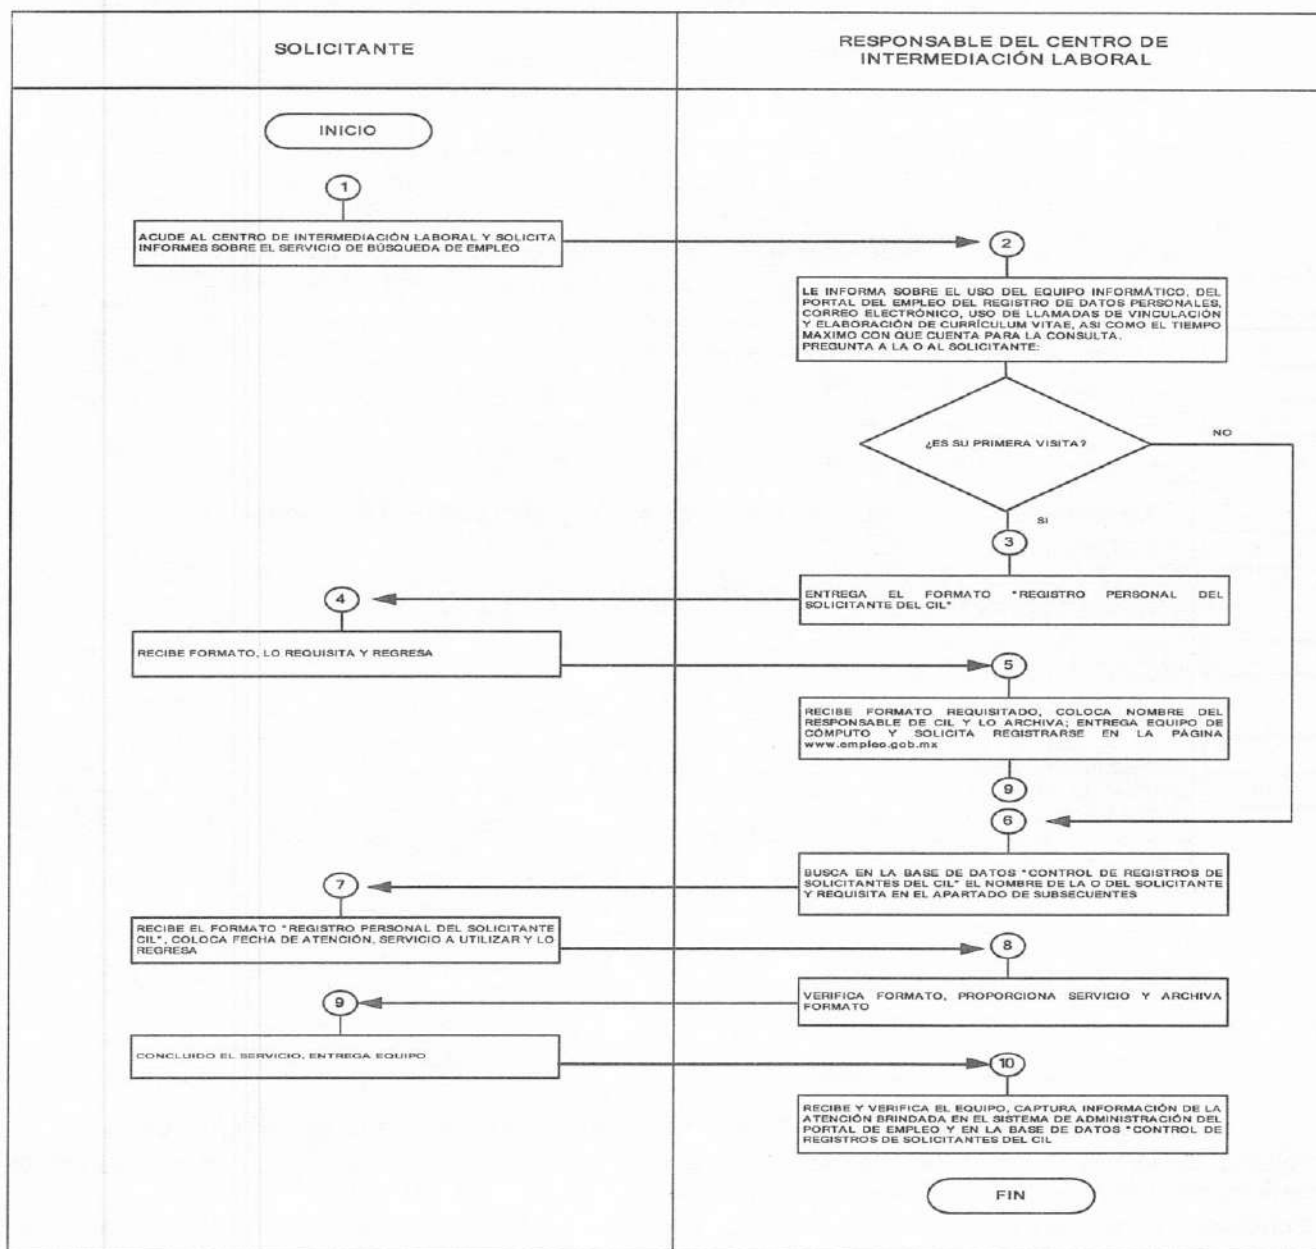 SOLICITANTE
RESPONSABLE DEL CENTRO DE
INTERMEDIACIÓN LABORAL
INICIO
1
ACUDE AL CENTRO DE INTERMEDIACIÓN LABORAL Y SOLICITA
INFORMES SOBRE EL SERVICIO DE BÚSQUEDA DE EMPLEO
2
LE INFORMA SOBRE EL USO DEL EQUIPO INFORMÁTICO, DEL
PORTAL DEL EMPLEO DEL REGISTRO DE DATOS PERSONALES,
CORREO ELECTRÓNICO, USO DE LLAMADAS DE VINCULACIÓN
Y ELABORACIÓN DE CURRÍCULUM VITAE, ASI COMO EL TIEMPO
MAXIMO CON QUE CUENTA PARA LA CONSULTA.
PREGUNTA A LA O AL SOLICITANTE:
¿ES SU PRIMERA VISITA?
NO
SI
3
ENTREGA EL FORMATO "REGISTRO PERSONAL DEL
SOLICITANTE DEL CIL"
4
RECIBE FORMATO, LO REQUISITA Y REGRESA
5
RECIBE FORMATO REQUISITADO, COLOCA NOMBRE DEL
RESPONSABLE DE CIL Y LO ARCHIVA; ENTREGA EQUIPO DE
CÓMPUTO Y SOLICITA REGISTRARSE EN LA PÁGINA
www.empleo.gob.mx
9
6
BUSCA EN LA BASE DE DATOS "CONTROL DE REGISTROS DE
SOLICITANTES DEL CIL" EL NOMBRE DE LA O DEL SOLICITANTE
Y REQUISITA EN EL APARTADO DE SUBSECUENTES
7
RECIBE EL FORMATO "REGISTRO PERSONAL DEL SOLICITANTE
CIL", COLOCA FECHA DE ATENCIÓN, SERVICIO A UTILIZAR Y LO
REGRESA
8
VERIFICA FORMATO, PROPORCIONA SERVICIO Y ARCHIVA
FORMATO
9
CONCLUIDO EL SERVICIO, ENTREGA EQUIPO
10
RECIBE Y VERIFICA EL EQUIPO, CAPTURA INFORMACIÓN DE LA
ATENCIÓN BRINDADA EN EL SISTEMA DE ADMINISTRACIÓN DEL
PORTAL DE EMPLEO Y EN LA BASE DE DATOS "CONTROL DE
REGISTROS DE SOLICITANTES DEL CIL
FIN